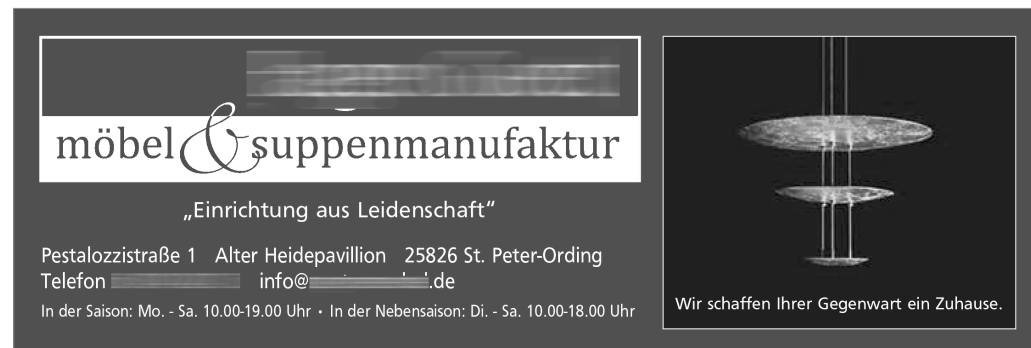 möbel & suppenmanufaktur
„Einrichtung aus Leidenschaft“
Pestalozzistraße 1 Alter Heidepavillion 25826 St. Peter-Ording
Telefon info@ .de
In der Saison: Mo. - Sa. 10.00-19.00 Uhr • In der Nebensaison: Di. - Sa. 10.00-18.00 Uhr
Wir schaffen Ihrer Gegenwart ein Zuhause.